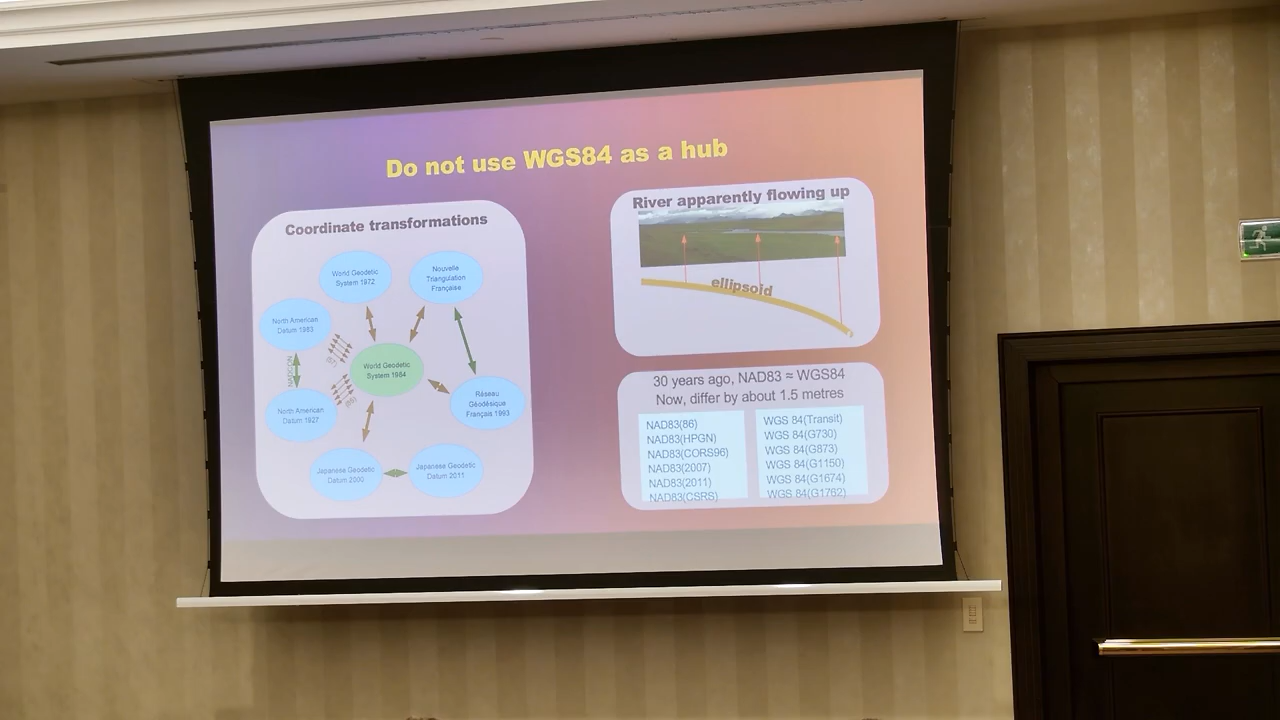 Do not use WGS84 as a hub
Coordinate transformations
World Geodetic
System 1972
Nouvelle
Triangulation
Française
North American
Datum 1983
World Geodetic
System 1984
North American
Datum 1927
Réseau
Géodésique
Français 1993
Japanese Geodetic
Datum 2000
Japanese Geodetic
Datum 2011
River apparently flowing up
ellipsoid
30 years ago, NAD83 ≈ WGS84
Now, differ by about 1.5 metres
NAD83(86)
NAD83(HPGN)
NAD83(CORS96)
NAD83(2007)
NAD83(2011)
NAD83(CSRS)
WGS 84(Transit)
WGS 84(G730)
WGS 84(G873)
WGS 84(G1150)
WGS 84(G1674)
WGS 84(G1762)